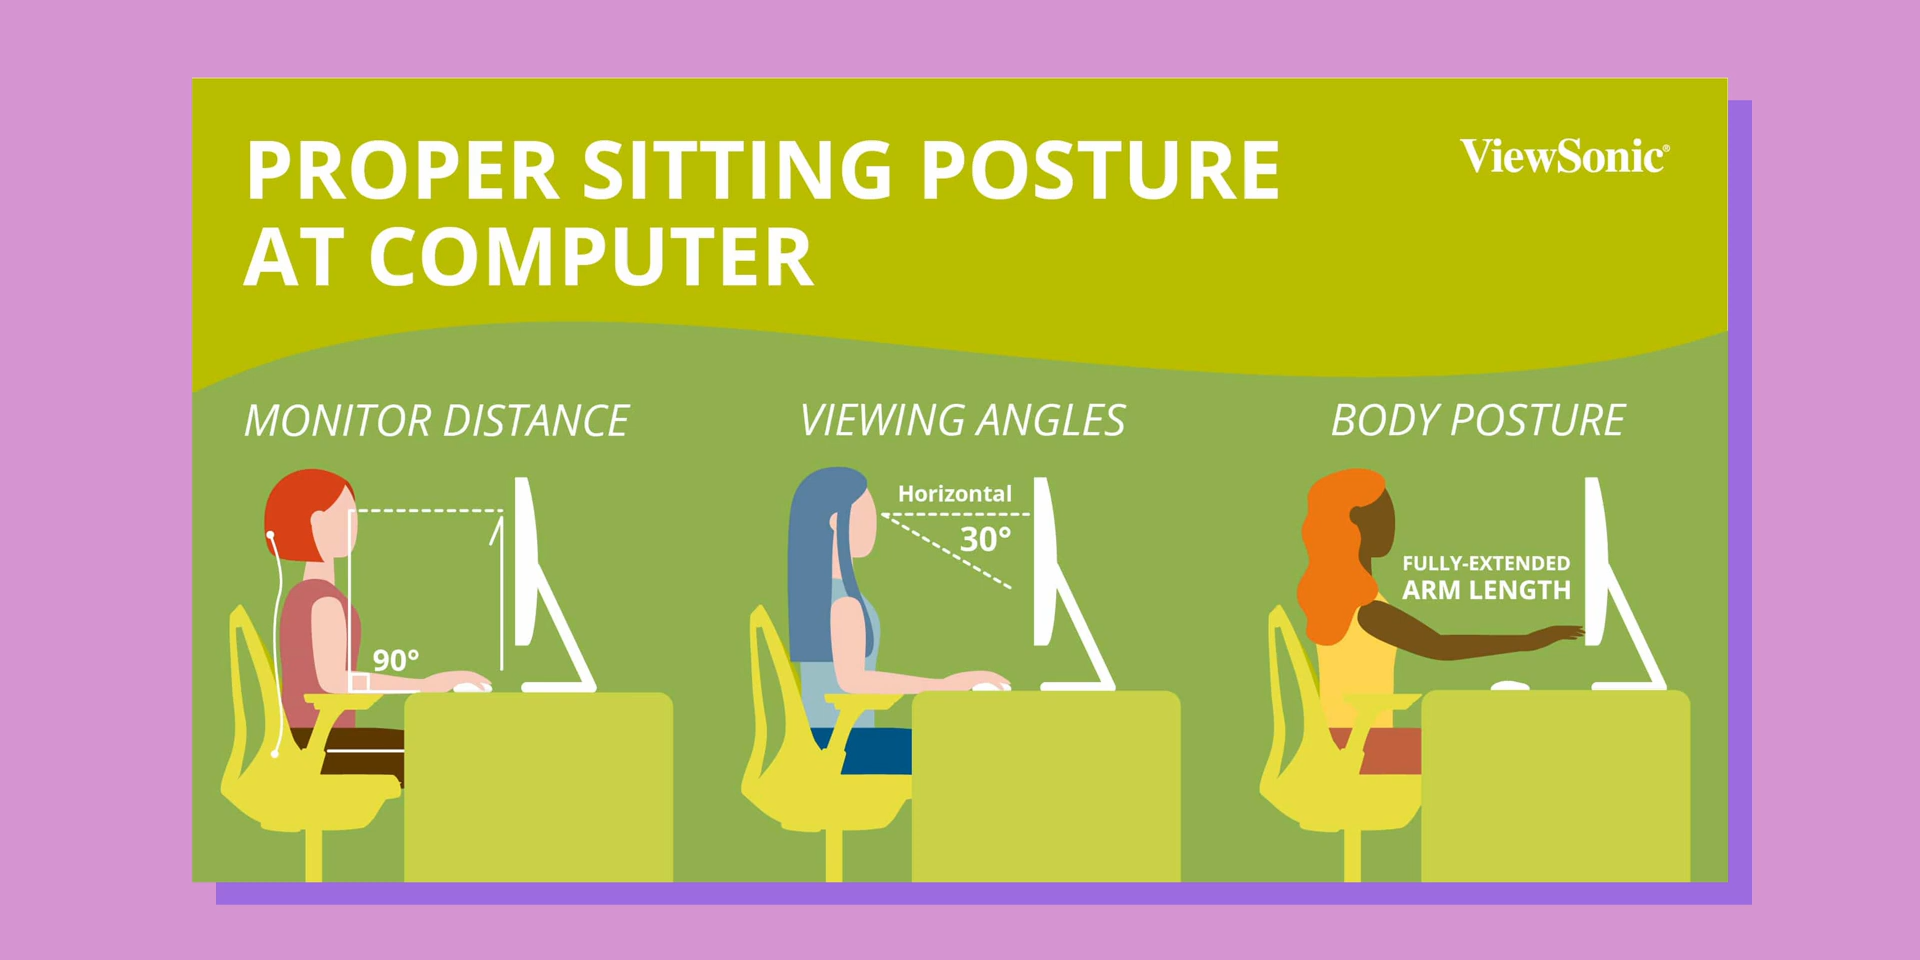 PROPER SITTING POSTURE
AT COMPUTER
ViewSonic®
MONITOR DISTANCE
90°
VIEWING ANGLES
Horizontal
30°
BODY POSTURE
FULLY-EXTENDED
ARM LENGTH